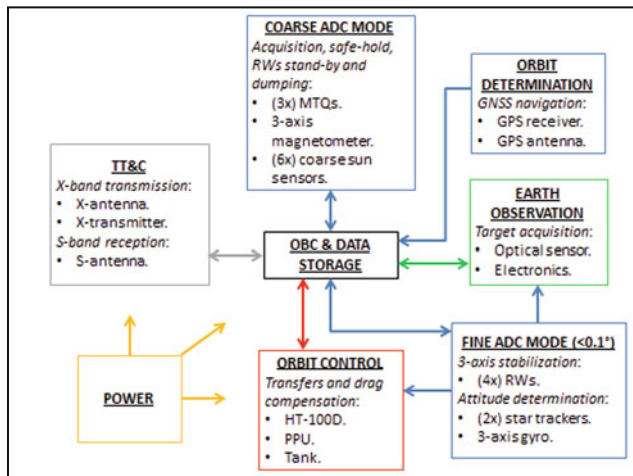 COARSE ADC MODE
Acquisition, safe-hold,
RWs stand-by and
dumping:
• (3x) MTQs.
• 3-axis
magnetometer.
• (6x) coarse sun
sensors.
ORBIT
DETERMINATION
GNSS navigation:
• GPS receiver.
• GPS antenna.
TT&C
X-band transmission:
• X-antenna.
• X-transmitter.
S-band reception:
• S-antenna.
OBC & DATA
STORAGE
EARTH
OBSERVATION
Target acquisition:
• Optical sensor.
• Electronics.
POWER
ORBIT CONTROL
Transfers and drag
compensation:
• HT-100D.
• PPU.
• Tank.
FINE ADC MODE (<0.1°)
3-axis stabilization:
• (4x) RWs.
Attitude determination:
• (2x) star trackers.
• 3-axis gyro.